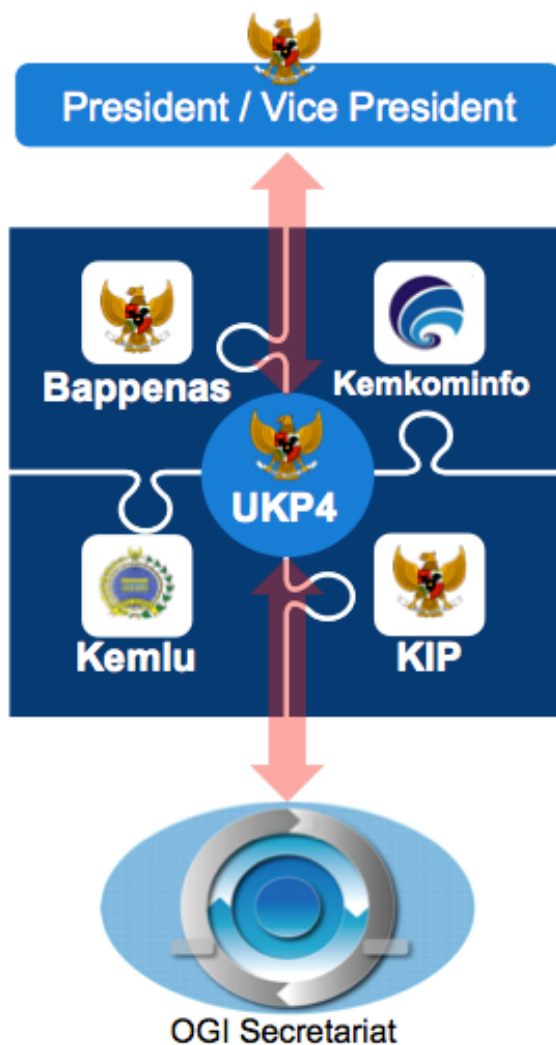 President / Vice President
Bappenas
Kemkominfo
UKP4
Kemlu
KIP
OGI Secretariat